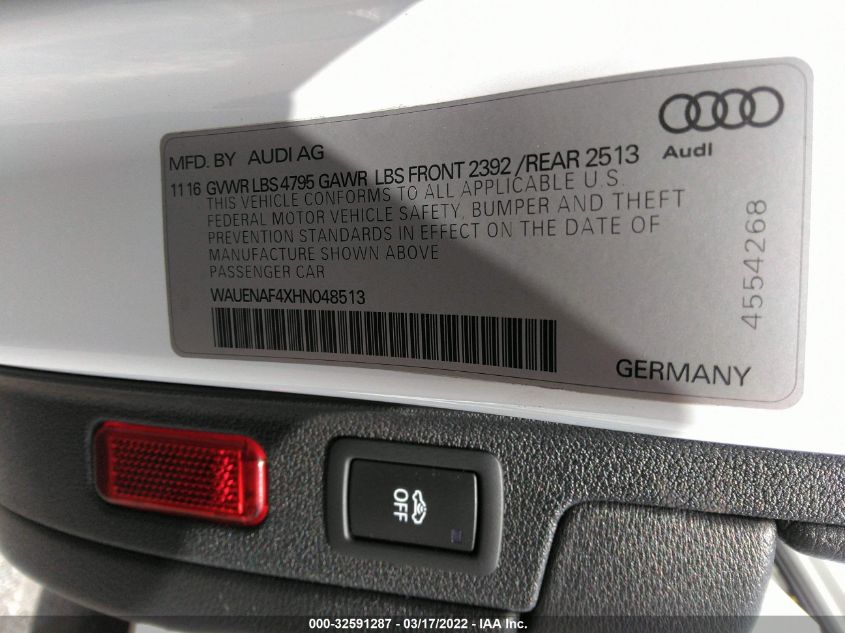 MFD. BY AUDI AG
Audi
11 16 GVWR LBS 4795 GAWR LBS FRONT 2392 / REAR 2513
THIS VEHICLE CONFORMS TO ALL APPLICABLE U.S.
FEDERAL MOTOR VEHICLE SAFETY, BUMPER AND THEFT
PREVENTION STANDARDS IN EFFECT ON THE DATE OF
MANUFACTURE SHOWN ABOVE
PASSENGER CAR
WAUENAF4XHN048513
4554268
GERMANY
OFF
000-32591287 - 03/17/2022 - IAA Inc.